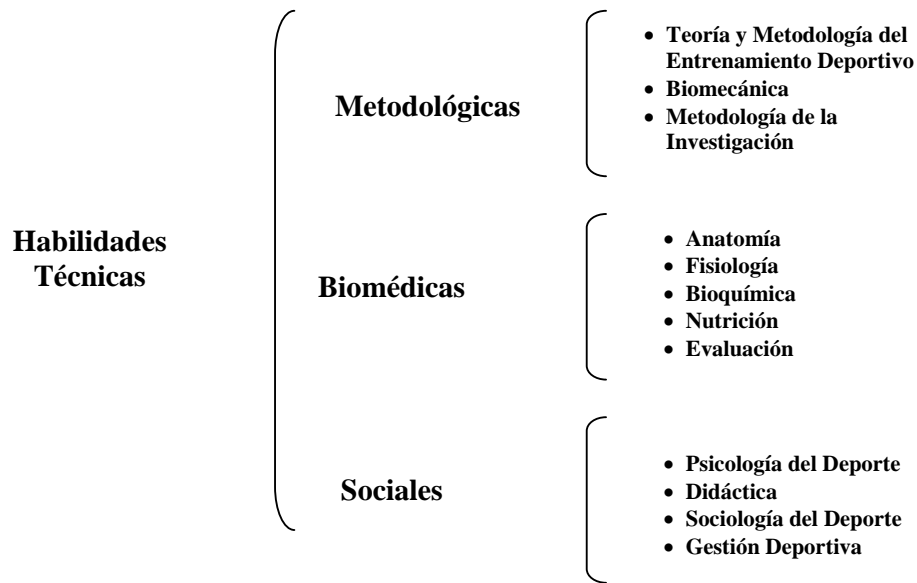 Habilidades
Técnicas
Metodológicas
• Teoría y Metodología del
Entrenamiento Deportivo
• Biomecánica
• Metodología de la
Investigación
Biomédicas
• Anatomía
• Fisiología
• Bioquímica
• Nutrición
• Evaluación
Sociales
• Psicología del Deporte
• Didáctica
• Sociología del Deporte
• Gestión Deportiva